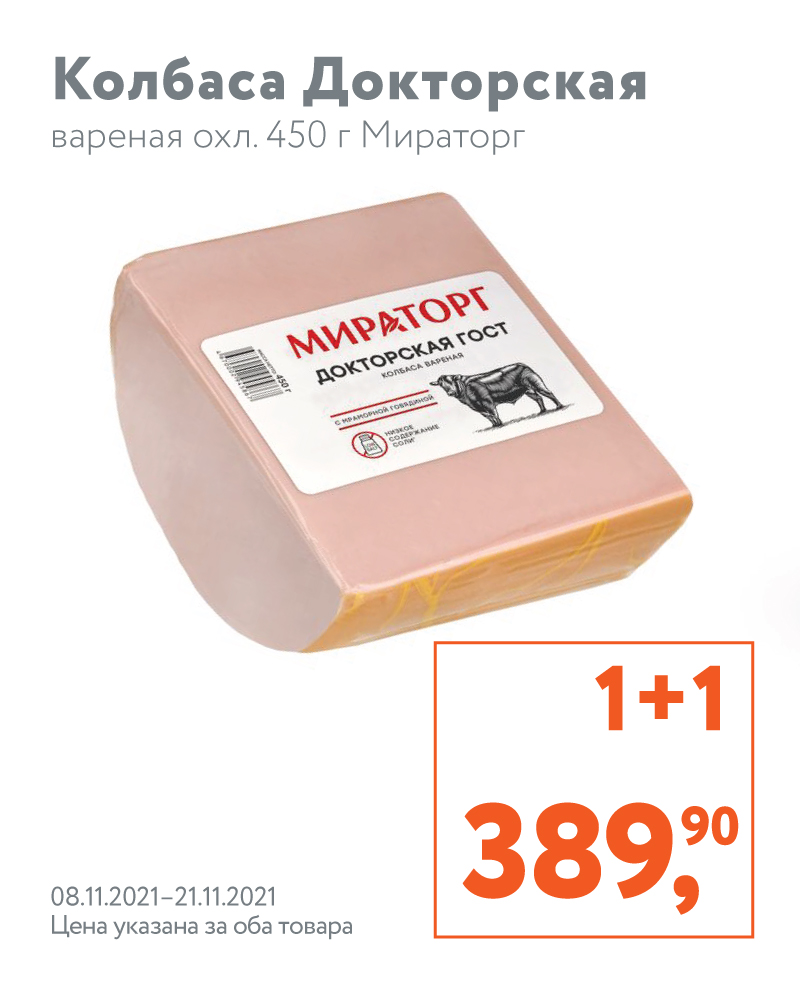 Колбаса Докторская
вареная охл. 450 г Мираторг
МИРАТОРГ
ДОКТОРСКАЯ ГОСТ
КОЛБАСА ВАРЕНАЯ
450 г
С МРАМОРНОЙ ГОВЯДИНОЙ
НИЗКОЕ
СОДЕРЖАНИЕ
СОЛИ
1+1
389,90
08.11.2021–21.11.2021
Цена указана за оба товара